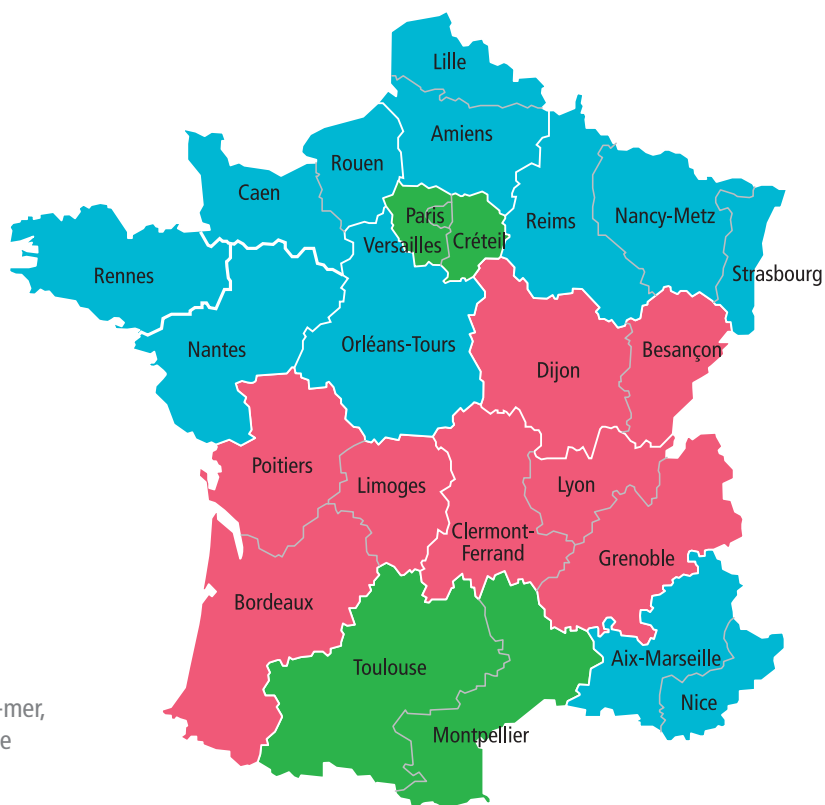 Lille
Amiens
Rouen
Caen
Paris
Versailles
Créteil
Reims
Nancy-Metz
Strasbourg
Rennes
Nantes
Orléans-Tours
Dijon
Besançon
Poitiers
Limoges
Clermont-
Ferrand
Lyon
Grenoble
Bordeaux
Toulouse
Aix-Marseille
Nice
Montpellier
-mer,
e